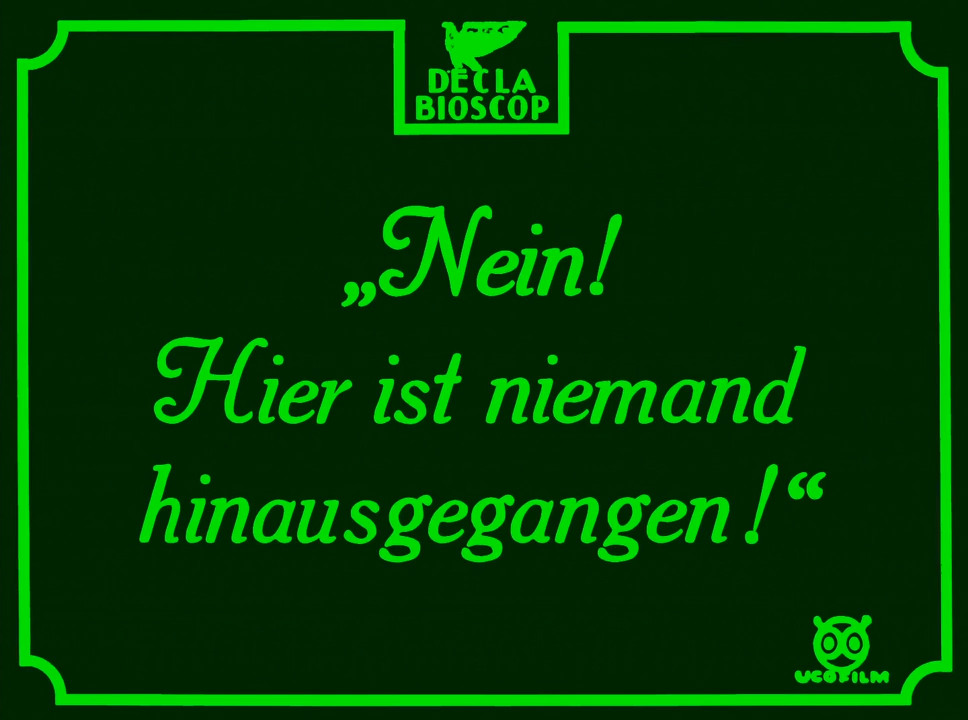 DECLA
BIOSCOP
„Nein!
Hier ist niemand
hinausgegangen!“
UCOFILM